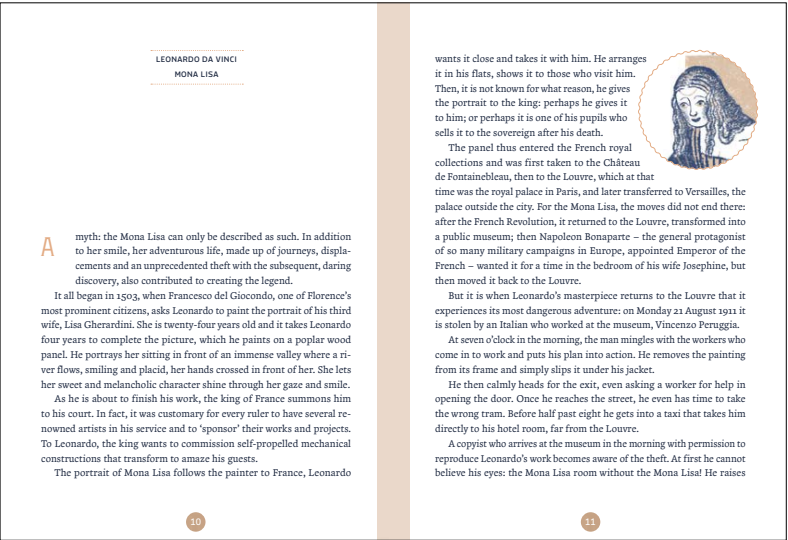 LEONARDO DA VINCI
MONA LISA
A myth: the Mona Lisa can only be described as such. In addition
to her smile, her adventurous life, made up of journeys, displa-
cements and an unprecedented theft with the subsequent, daring
discovery, also contributed to creating the legend.
It all began in 1503, when Francesco del Giocondo, one of Florence's
most prominent citizens, asks Leonardo to paint the portrait of his third
wife, Lisa Gherardini. She is twenty-four years old and it takes Leonardo
four years to complete the picture, which he paints on a poplar wood
panel. He portrays her sitting in front of an immense valley where a ri-
ver flows, smiling and placid, her hands crossed in front of her. She lets
her sweet and melancholic character shine through her gaze and smile.
As he is about to finish his work, the king of France summons him
to his court. In fact, it was customary for every ruler to have several re-
nowned artists in his service and to ‘sponsor’ their works and projects.
To Leonardo, the king wants to commission self-propelled mechanical
constructions that transform to amaze his guests.
The portrait of Mona Lisa follows the painter to France, Leonardo
10
wants it close and takes it with him. He arranges
it in his flats, shows it to those who visit him.
Then, it is not known for what reason, he gives
the portrait to the king: perhaps he gives it
to him; or perhaps it is one of his pupils who
sells it to the sovereign after his death.
The panel thus entered the French royal
collections and was first taken to the Château
de Fontainebleau, then to the Louvre, which at that
time was the royal palace in Paris, and later transferred to Versailles, the
palace outside the city. For the Mona Lisa, the moves did not end there:
after the French Revolution, it returned to the Louvre, transformed into
a public museum; then Napoleon Bonaparte – the general protagonist
of so many military campaigns in Europe, appointed Emperor of the
French – wanted it for a time in the bedroom of his wife Josephine, but
then moved it back to the Louvre.
But it is when Leonardo's masterpiece returns to the Louvre that it
experiences its most dangerous adventure: on Monday 21 August 1911 it
is stolen by an Italian who worked at the museum, Vincenzo Peruggia.
At seven o'clock in the morning, the man mingles with the workers who
come in to work and puts his plan into action. He removes the painting
from its frame and simply slips it under his jacket.
He then calmly heads for the exit, even asking a worker for help in
opening the door. Once he reaches the street, he even has time to take
the wrong tram. Before half past eight he gets into a taxi that takes him
directly to his hotel room, far from the Louvre.
A copyist who arrives at the museum in the morning with permission to
reproduce Leonardo's work becomes aware of the theft. At first he cannot
believe his eyes: the Mona Lisa room without the Mona Lisa! He raises
11